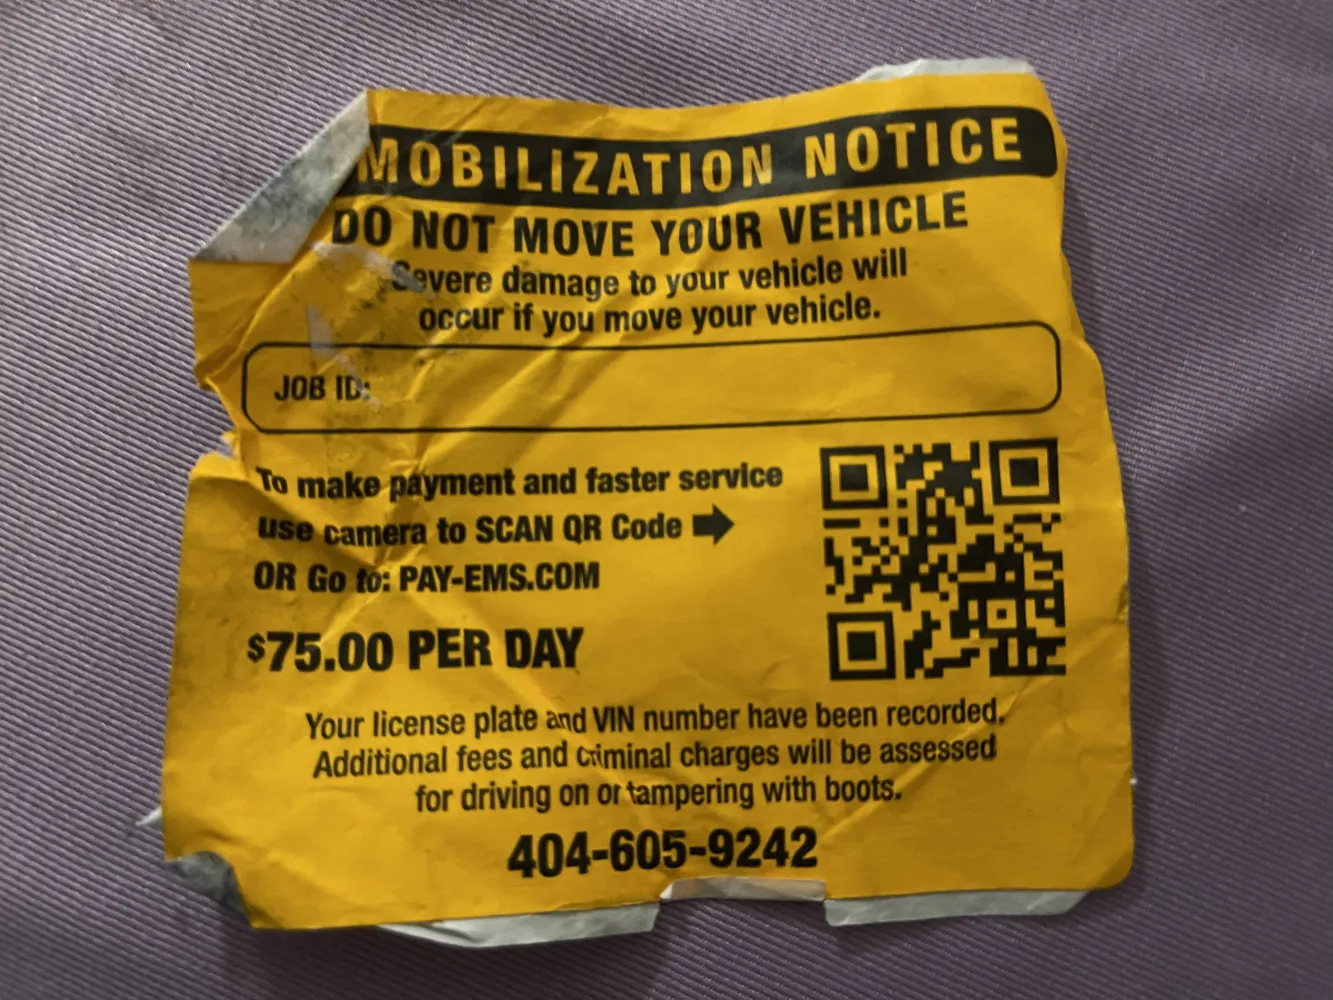 MOBILIZATION NOTICE
DO NOT MOVE YOUR VEHICLE
Severe damage to your vehicle will
occur if you move your vehicle.
JOB ID:
To make payment and faster service
use camera to SCAN QR Code
OR Go to: PAY-EMS.COM
$75.00 PER DAY
Your license plate and VIN number have been recorded.
Additional fees and criminal charges will be assessed
for driving on or tampering with boots.
404-605-9242